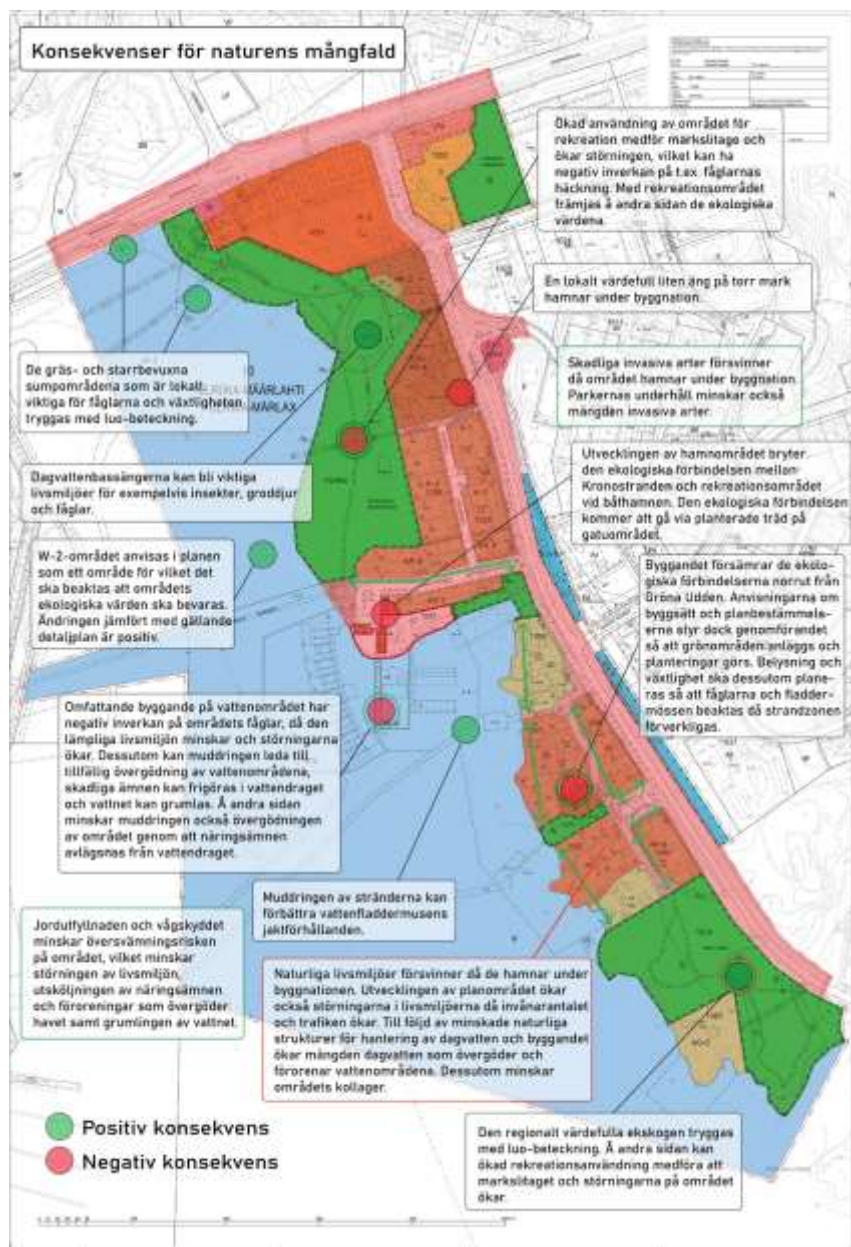 Konsekvenser för naturens mångfald
Ökad användning av området för
rekreation medför markslitage och
ökar störningen, vilket kan ha
negativ inverkan på t.ex. fåglarnas
häckning. Med rekreationsområdet
främjas å andra sidan de ekologiska
värdena.
En lokalt värdefull liten äng på torr mark
hamnar under byggnation.
De gräs- och starrbevuxna
sumpområdena som är lokalt
viktiga för fåglarna och växtligheten
tryggas med luo-beteckning.
Skadliga invasiva arter försvinner
då området hamnar under byggnation.
Parkernas underhåll minskar också
mängden invasiva arter.
Dagvattenbassängerna kan bli viktiga
livsmiljöer för exempelvis insekter, groddjur
och fåglar.
Utvecklingen av hamnområdet bryter
den ekologiska förbindelsen mellan
Kronostranden och rekreationsområdet
vid båthamnen. Den ekologiska förbindelsen
kommer att gå via planterade träd på
gatuområdet.
W-2-området anvisas i planen
som ett område för vilket det
ska beaktas att områdets
ekologiska värden ska bevaras.
Ändringen jämfört med gällande
detaljplan är positiv.
Byggandet försämrar de ekolo-
giska förbindelserna norrut från
Gröna Udden. Anvisningarna om
byggsätt och planbestämmels-
erna styr dock genomförandet
så att grönområden anläggs och
planteringar görs. Belysning och
växtlighet ska dessutom plane-
ras så att fåglarna och fladder-
mössen beaktas då strandzonen
förverkligas.
Omfattande byggande på vattenområdet har
negativ inverkan på områdets fåglar, då den
lämpliga livsmiljön minskar och störningarna
ökar. Dessutom kan muddringen leda till
tillfällig övergödning av vattenområdena,
skadliga ämnen kan frigöras i vattendraget
och vattnet kan grumlas. Å andra sidan
minskar muddringen också övergödningen
av området genom att näringsämnen
avlägsnas från vattendraget.
Muddringen av stränderna kan
förbättra vattenfladdermusens
jaktförhållanden.
Jordutfyllnaden och vågskyddet
minskar översvämningsrisken
på området, vilket minskar
störningen av livsmiljön,
utsköljningen av näringsämnen
och föroreningar som övergöder
havet samt grumlingen av vattnet.
Naturliga livsmiljöer försvinner då de hamnar under
byggnationen. Utvecklingen av planområdet ökar
också störningarna i livsmiljöerna då invånarantalet
och trafiken ökar. Till följd av minskade naturliga
strukturer för hantering av dagvatten och byggandet
ökar mängden dagvatten som övergöder och
förorenar vattenområdena. Dessutom minskar
områdets kollager.
Den regionalt värdefulla ekskogen tryggas
med luo-beteckning. Å andra sidan kan
ökad rekreationsanvändning medföra att
markslitaget och störningarna på området
ökar.
Positiv konsekvens
Negativ konsekvens